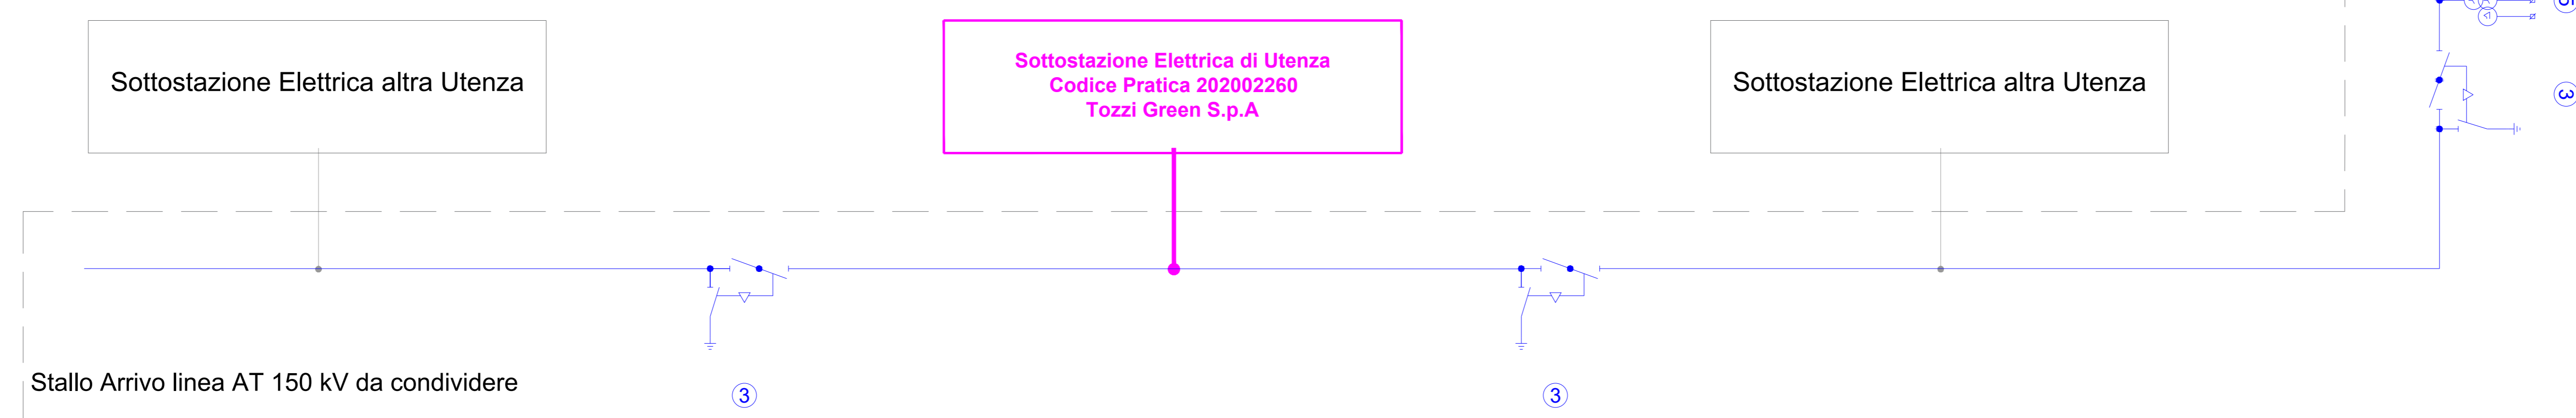 Sottostazione Elettrica altra Utenza
Sottostazione Elettrica di Utenza
Codice Pratica 202002260
Tozzi Green S.p.A
Sottostazione Elettrica altra Utenza
5
3
Stallo Arrivo linea AT 150 kV da condividere
3
3